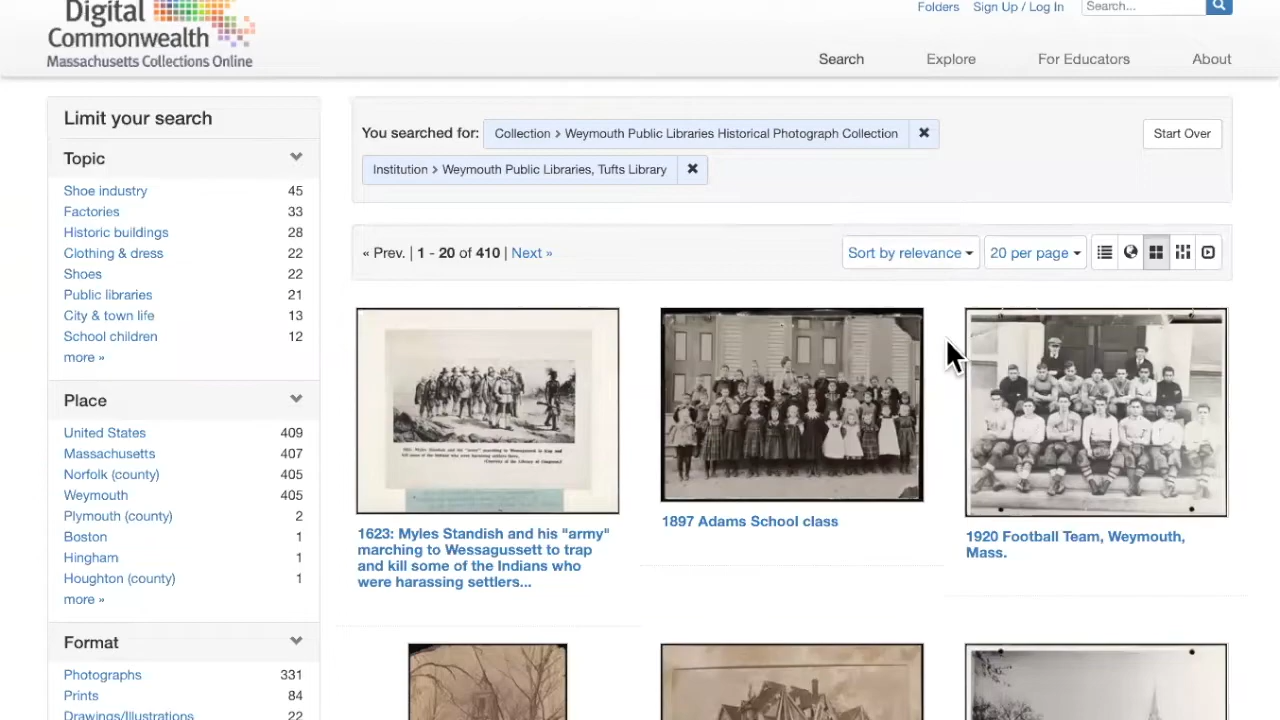 Digital
Commonwealth
Massachusetts Collections Online
Folders
Sign Up / Log In
Search...
Search
Explore
For Educators
About
Limit your search
Topic
Shoe industry 45
Factories 33
Historic buildings 28
Clothing & dress 22
Shoes 22
Public libraries 21
City & town life 13
School children 12
more »
Place
United States 409
Massachusetts 407
Norfolk (county) 405
Weymouth 405
Plymouth (county) 2
Boston 1
Hingham 1
Houghton (county) 1
more »
Format
Photographs 331
Prints 84
Drawings/Illustrations 22
You searched for: Collection > Weymouth Public Libraries Historical Photograph Collection ✖
Start Over
Institution > Weymouth Public Libraries, Tufts Library ✖
« Prev. | 1 - 20 of 410 | Next »
Sort by relevance
20 per page
1623: Myles Standish and his "army"
marching to Wessagussett to trap
and kill some of the Indians who
were harassing settlers...
1897 Adams School class
1920 Football Team, Weymouth,
Mass.